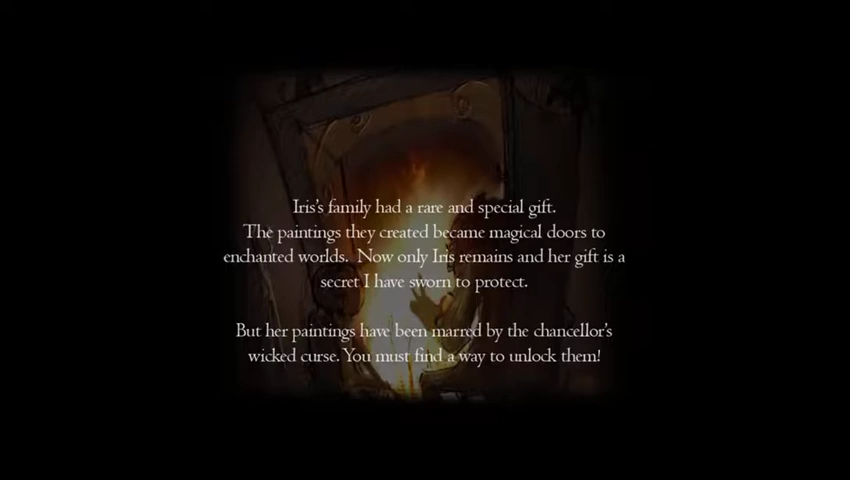 Iris's family had a rare and special gift.
The paintings they created became magical doors to
enchanted worlds.  Now only Iris remains and her gift is a
secret I have sworn to protect.
But her paintings have been marred by the chancellor's
wicked curse. You must find a way to unlock them!